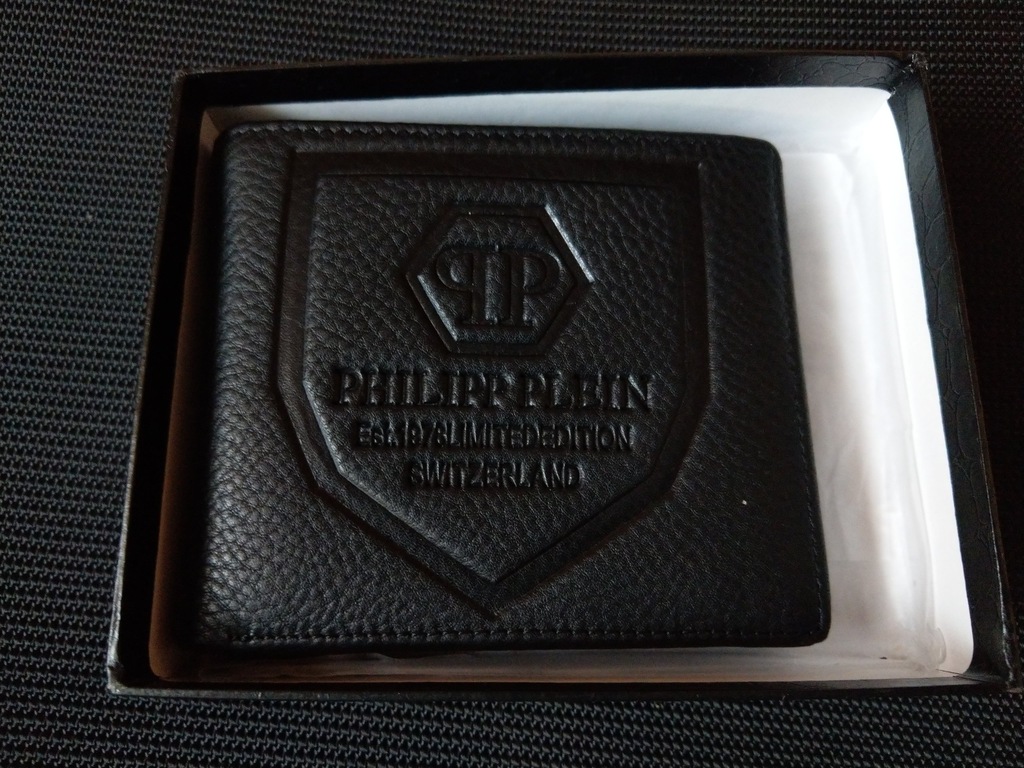 PP
PHILIPP PLEIN
Est.1978LIMITEDEDITION
SWITZERLAND